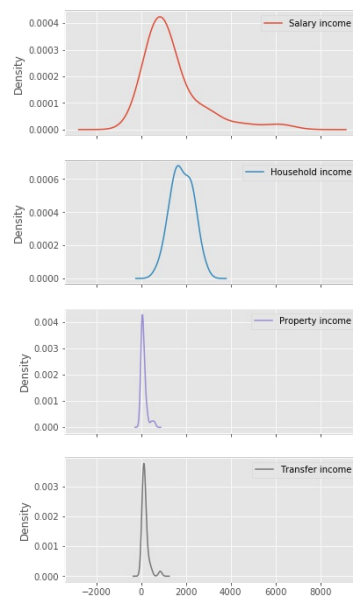 Salary income
Density
0.0004
0.0003
0.0002
0.0001
0.0000
Household income
Density
0.0006
0.0004
0.0002
0.0000
Property income
Density
0.004
0.003
0.002
0.001
0.000
Transfer income
Density
0.003
0.002
0.001
0.000
−2000 0 2000 4000 6000 8000